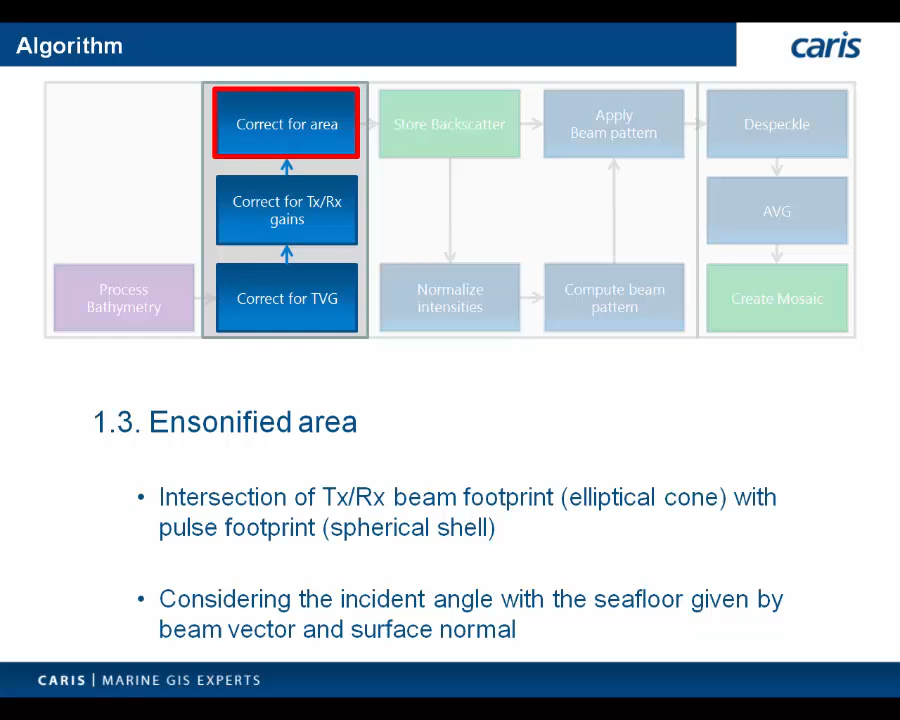 Algorithm
caris
Correct for area
Store Backscatter
Apply
Beam pattern
Despeckle
Correct for Tx/Rx
gains
AVG
Process
Bathymetry
Correct for TVG
Normalize
intensities
Compute beam
pattern
Create Mosaic
1.3. Ensonified area
• Intersection of Tx/Rx beam footprint (elliptical cone) with
pulse footprint (spherical shell)
• Considering the incident angle with the seafloor given by
beam vector and surface normal
CARIS | MARINE GIS EXPERTS